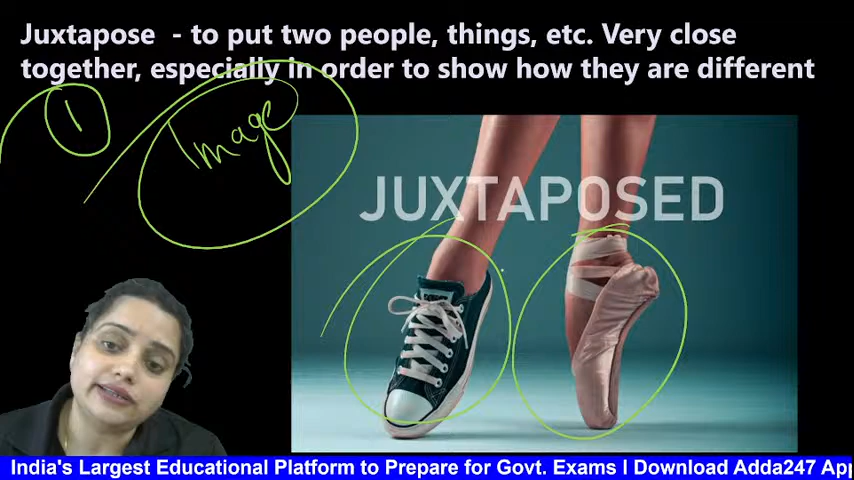 Juxtapose - to put two people, things, etc. Very close
together, especially in order to show how they are different
1
Image
JUXTAPOSED
India's Largest Educational Platform to Prepare for Govt. Exams I Download Adda247 App